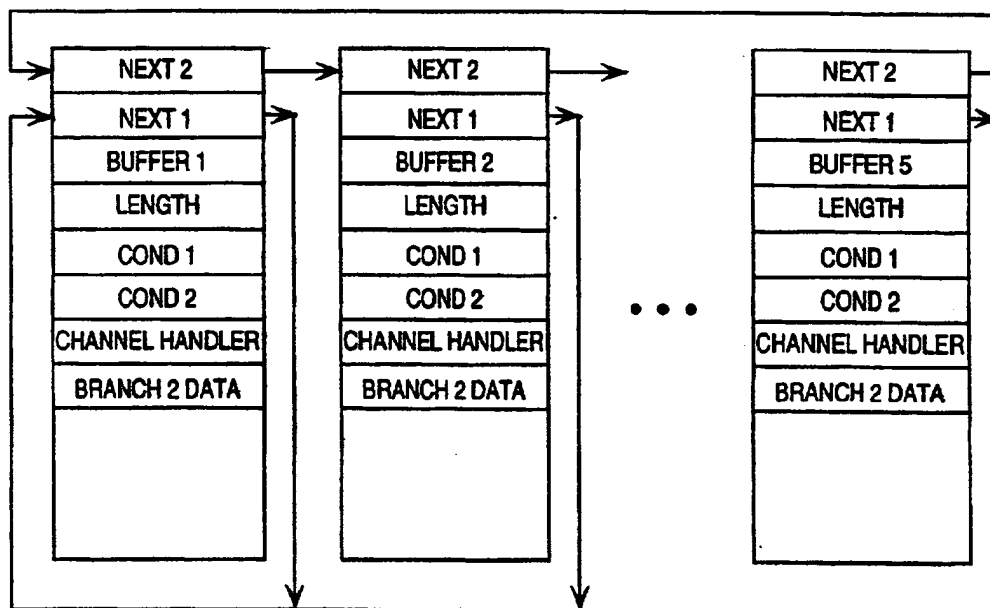 NEXT 2
NEXT 1
BUFFER 1
LENGTH
COND 1
COND 2
CHANNEL HANDLER
BRANCH 2 DATA
NEXT 2
NEXT 1
BUFFER 2
LENGTH
COND 1
COND 2
CHANNEL HANDLER
BRANCH 2 DATA
• • •
NEXT 2
NEXT 1
BUFFER 5
LENGTH
COND 1
COND 2
CHANNEL HANDLER
BRANCH 2 DATA